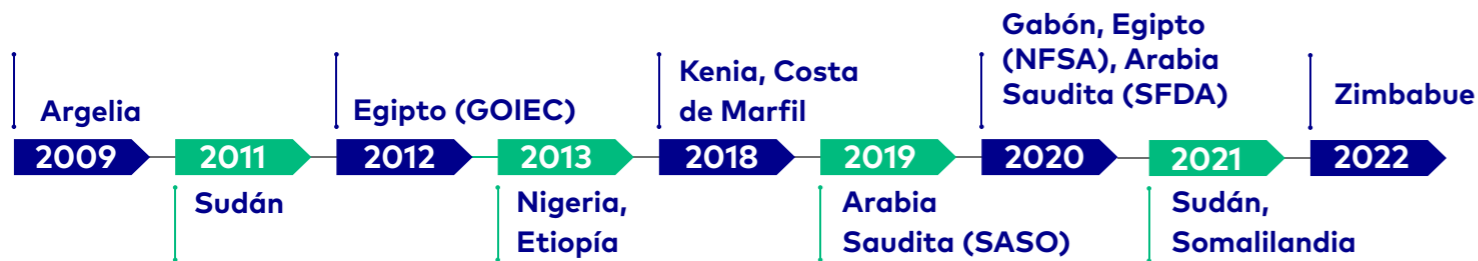 Argelia
2009
2011
Sudán
Egipto (GOIEC)
2012
2013
Nigeria,
Etiopía
Kenia, Costa
de Marfil
2018
2019
Arabia
Saudita (SASO)
Gabón, Egipto
(NFSA), Arabia
Saudita (SFDA)
2020
2021
Sudán,
Somalilandia
Zimbabue
2022